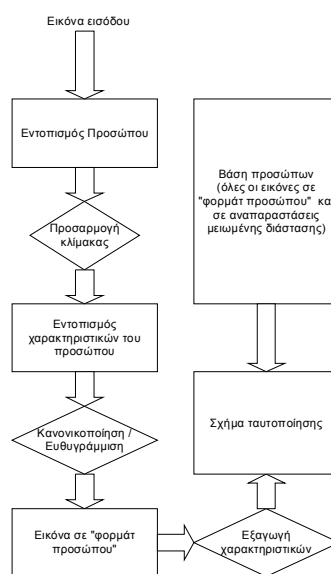 Εικόνα εισόδου
Εντοπισμός Προσώπου
Προσαρμογή
κλίμακας
Εντοπισμός
χαρακτηριστικών του
προσώπου
Κανονικοποίηση /
Ευθυγράμμιση
Εικόνα σε "φορμάτ
προσώπου"
Εξαγωγή
χαρακτηριστικών
Σχήμα ταυτοποίησης
Βάση προσώπων
(όλες οι εικόνες σε
"φορμάτ προσώπου" κα
σε αναπαραστάσεις
μειωμένης διάστασης)